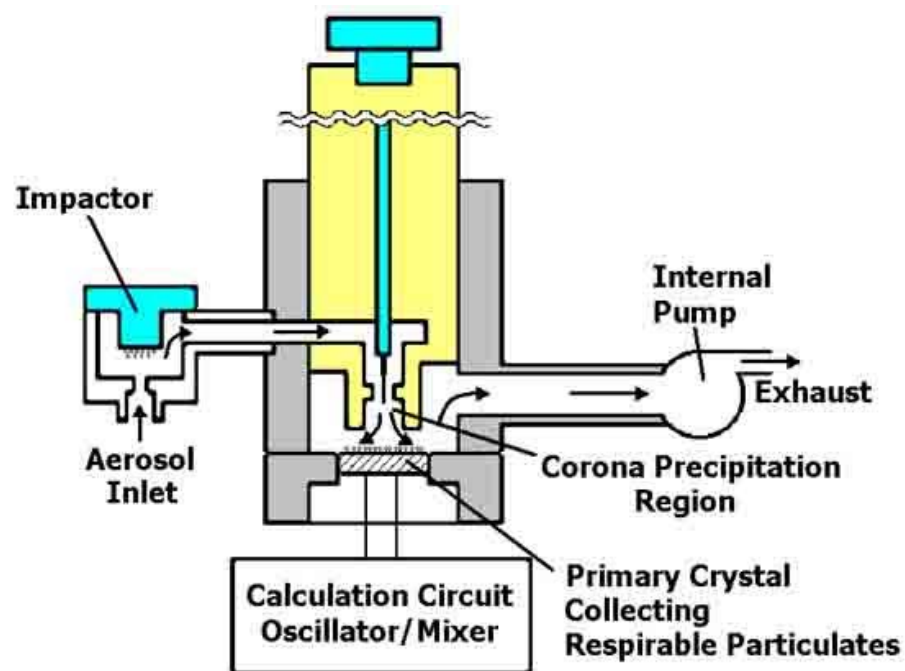 Impactor
Internal
Pump
Exhaust
Aerosol
Inlet
Corona Precipitation
Region
Primary Crystal
Collecting
Respirable Particulates
Calculation Circuit
Oscillator/Mixer